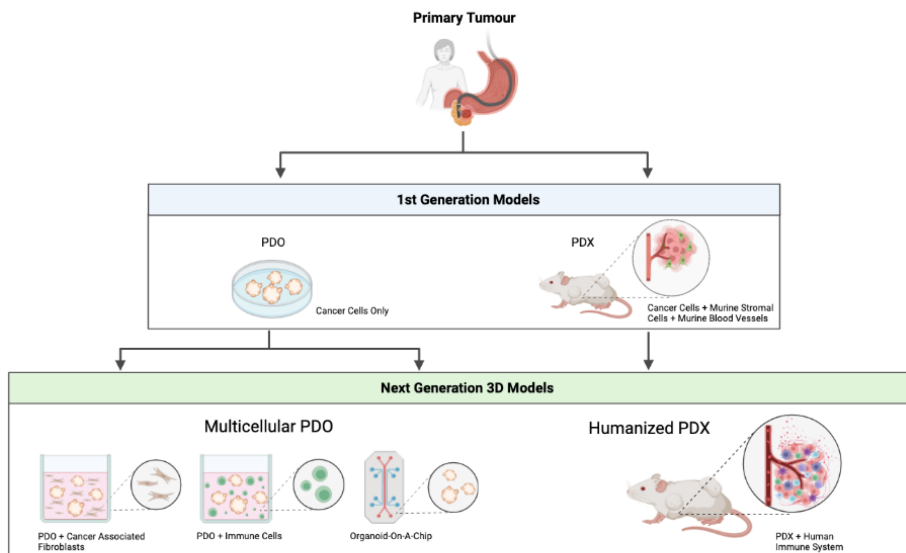 Primary Tumour
1st Generation Models
PDO
PDX
Cancer Cells Only
Cancer Cells + Murine Stromal
Cells + Murine Blood Vessels
Next Generation 3D Models
Multicellular PDO
Humanized PDX
PDO + Cancer Associated
Fibroblasts
PDO + Immune Cells
Organoid-On-A-Chip
PDX + Human
Immune System